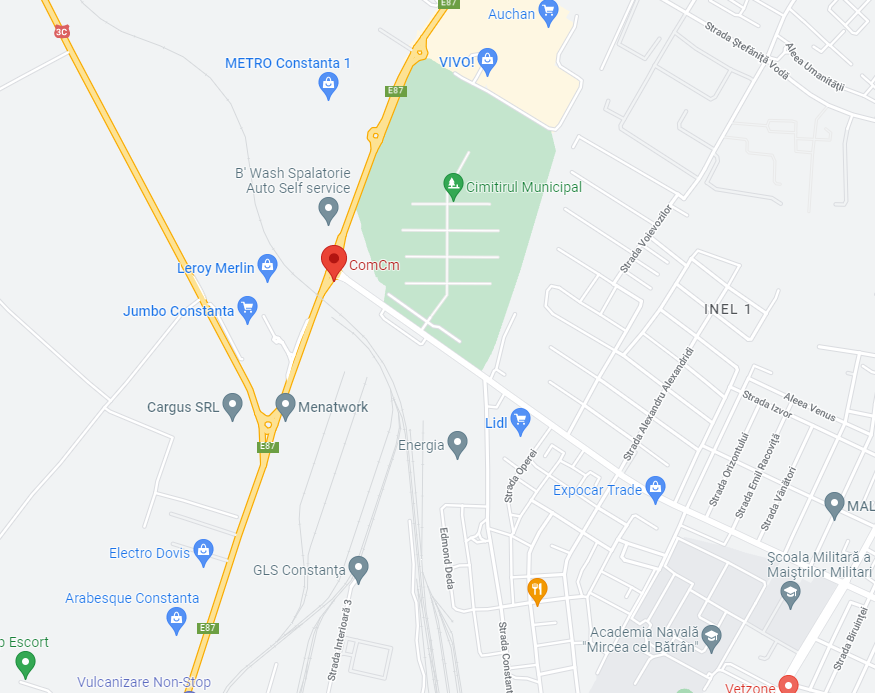 E87
Auchan
3C
Strada Ștefăniță Vodă
Aleea Umanității
METRO Constanta 1
VIVO!
E87
B' Wash Spalatorie
Auto Self service
Cimitirul Municipal
Strada Voievozilor
Leroy Merlin
ComCm
Jumbo Constanta
INEL 1
Strada Alexandru Alexandridi
Cargus SRL
Menatwork
Strada Izvor
Aleea Venus
Lidl
E87
Energia
Strada Operei
Strada Orizontului
Strada Emil Racoviță
Strada Vânători
Expocar Trade
MAL
Edmond Deda
Electro Dovis
GLS Constanţa
Şcoala Militară a
Maiştrilor Militari
Arabesque Constanta
Strada Interioară 3
E87
Strada Constant
Academia Navală
"Mircea cel Bătrân"
Strada Biruinței
o Escort
Vulcanizare Non-Stop
Vetzone